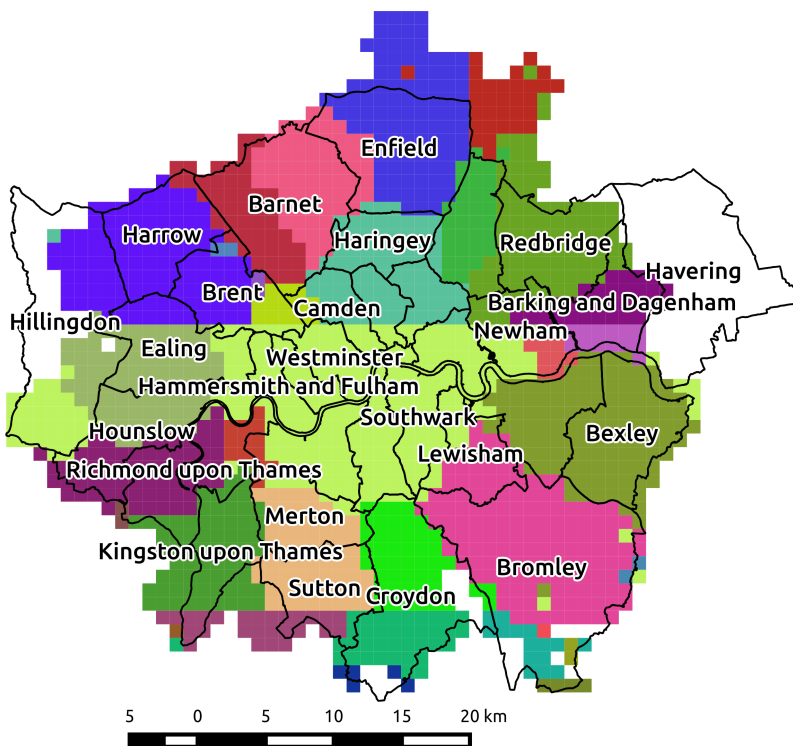 Enfield
Barnet
Harrow
Haringey
Redbridge
Havering
Brent
Camden
Barking and Dagenham
Hillingdon
Newham
Ealing
Westminster
Hammersmith and Fulham
Southwark
Hounslow
Bexley
Lewisham
Richmond upon Thames
Merton
Kingston upon Thames
Bromley
Sutton
Croydon
5 0 5 10 15 20 km